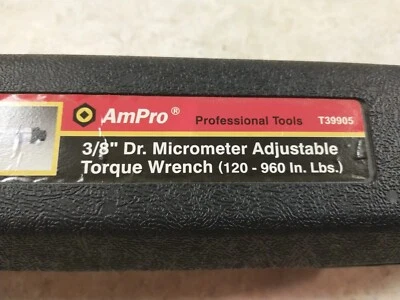 AmPro® Professional Tools T39905
3/8" Dr. Micrometer Adjustable
Torque Wrench (120 - 960 In. Lbs.)